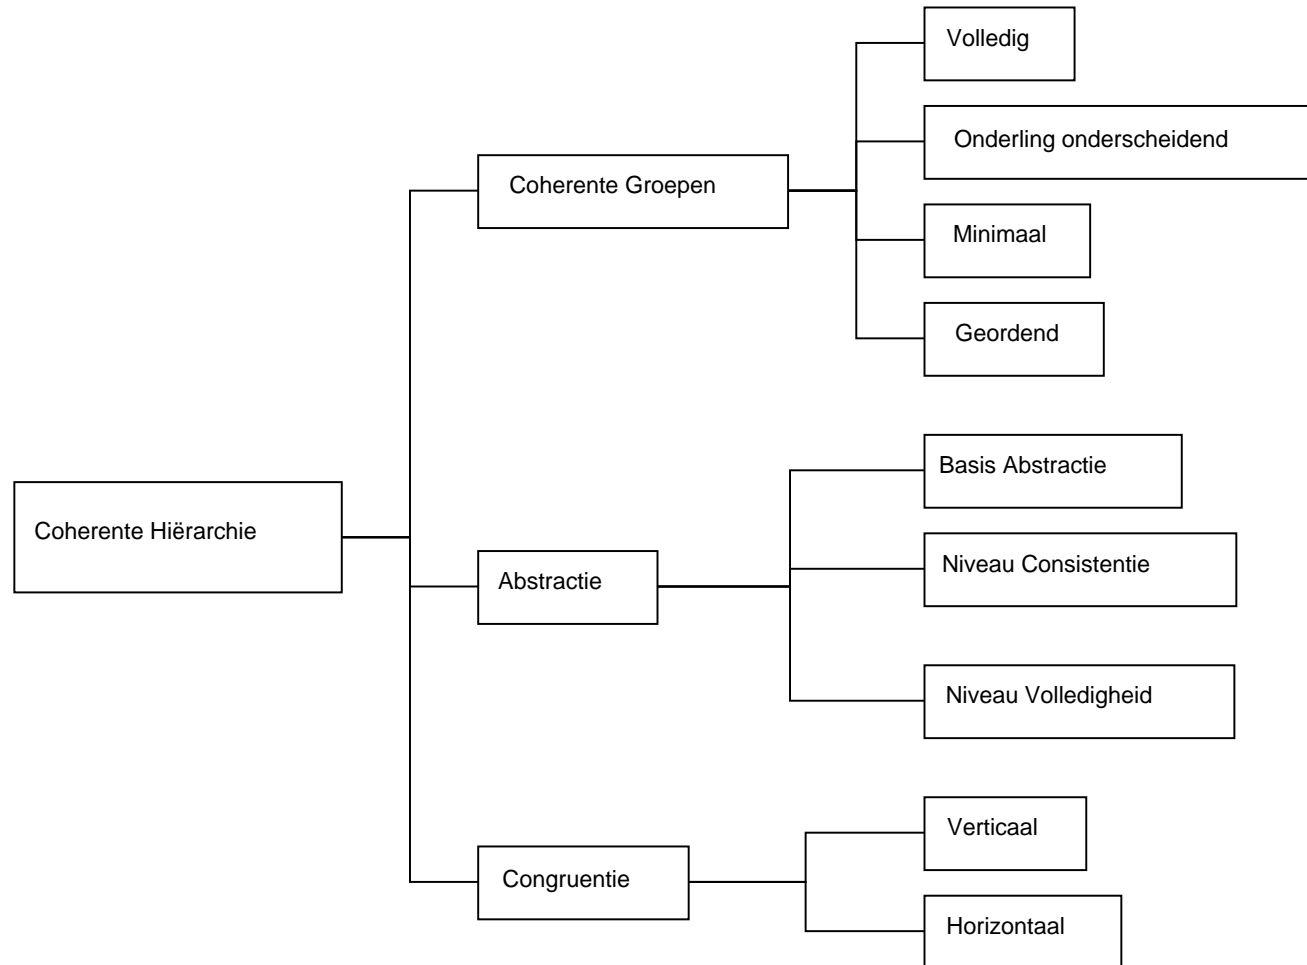 Coherente Hiërarchie
Coherente Groepen
Volledig
Onderling onderscheidend
Minimaal
Geordend
Abstractie
Basis Abstractie
Niveau Consistentie
Niveau Volledigheid
Congruentie
Verticaal
Horizontaal